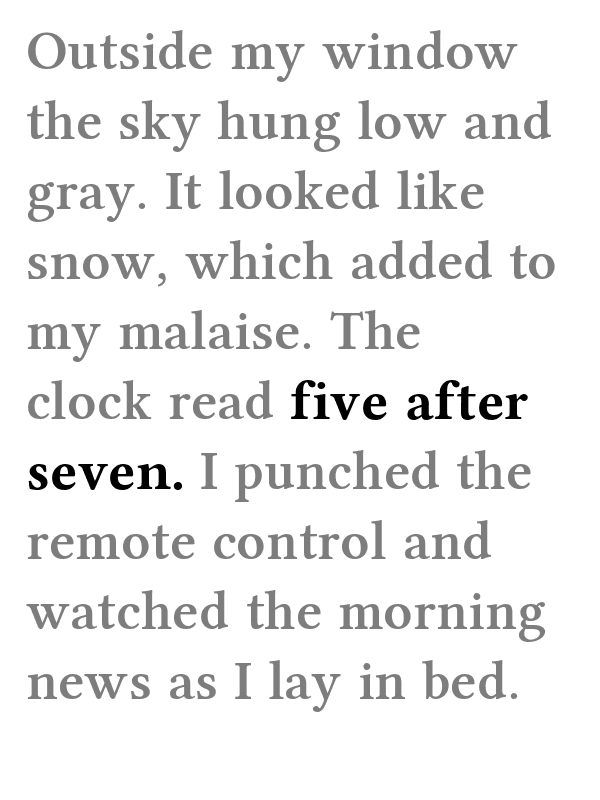 Outside my window
the sky hung low and
gray. It looked like
snow, which added to
my malaise. The
clock read five after
seven. I punched the
remote control and
watched the morning
news as I lay in bed.